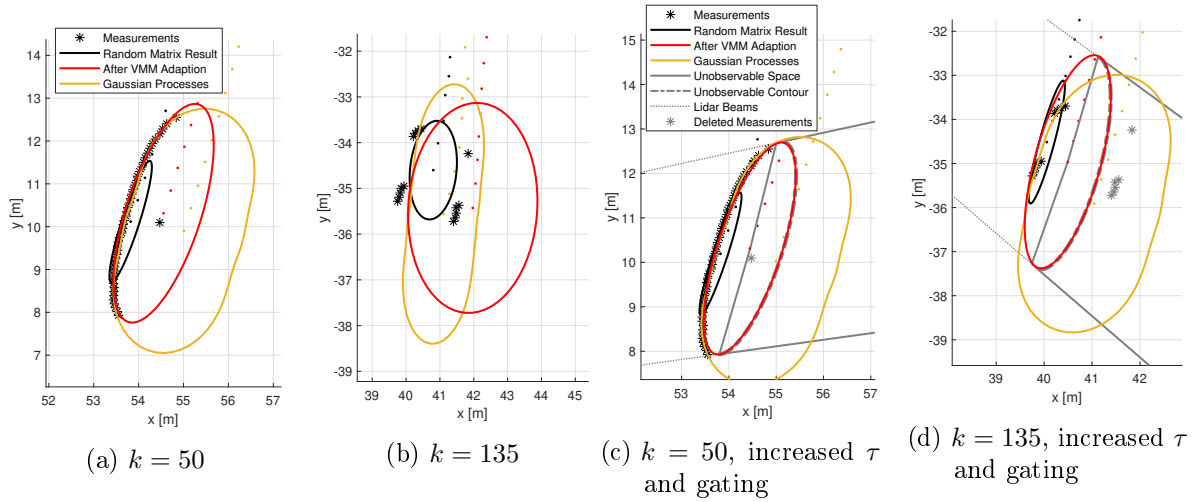 Measurements
Random Matrix Result
After VMM Adaption
Gaussian Processes
14
13
12
11
10
9
8
7
y [m]
52 53 54 55 56 57
x [m]
(a) k = 50
-32
-33
-34
-35
-36
-37
-38
-39
y [m]
39 40 41 42 43 44 45
x [m]
(b) k = 135
Measurements
Random Matrix Result
After VMM Adaption
Gaussian Processes
Unobservable Space
Unobservable Contour
Lidar Beams
Deleted Measurements
15
14
13
12
11
10
9
8
y [m]
53 54 55 56 57
x [m]
(c) k = 50, increased τ
and gating
-32
-33
-34
-35
-36
-37
-38
-39
y [m]
39 40 41 42
x [m]
(d) k = 135, increased τ
and gating